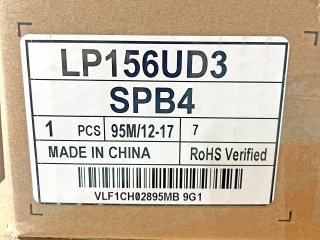 LP156UD3
SPB4
1 PCS 95M/12-17 7
MADE IN CHINA RoHS Verified
VLF1CH02895MB 9G1